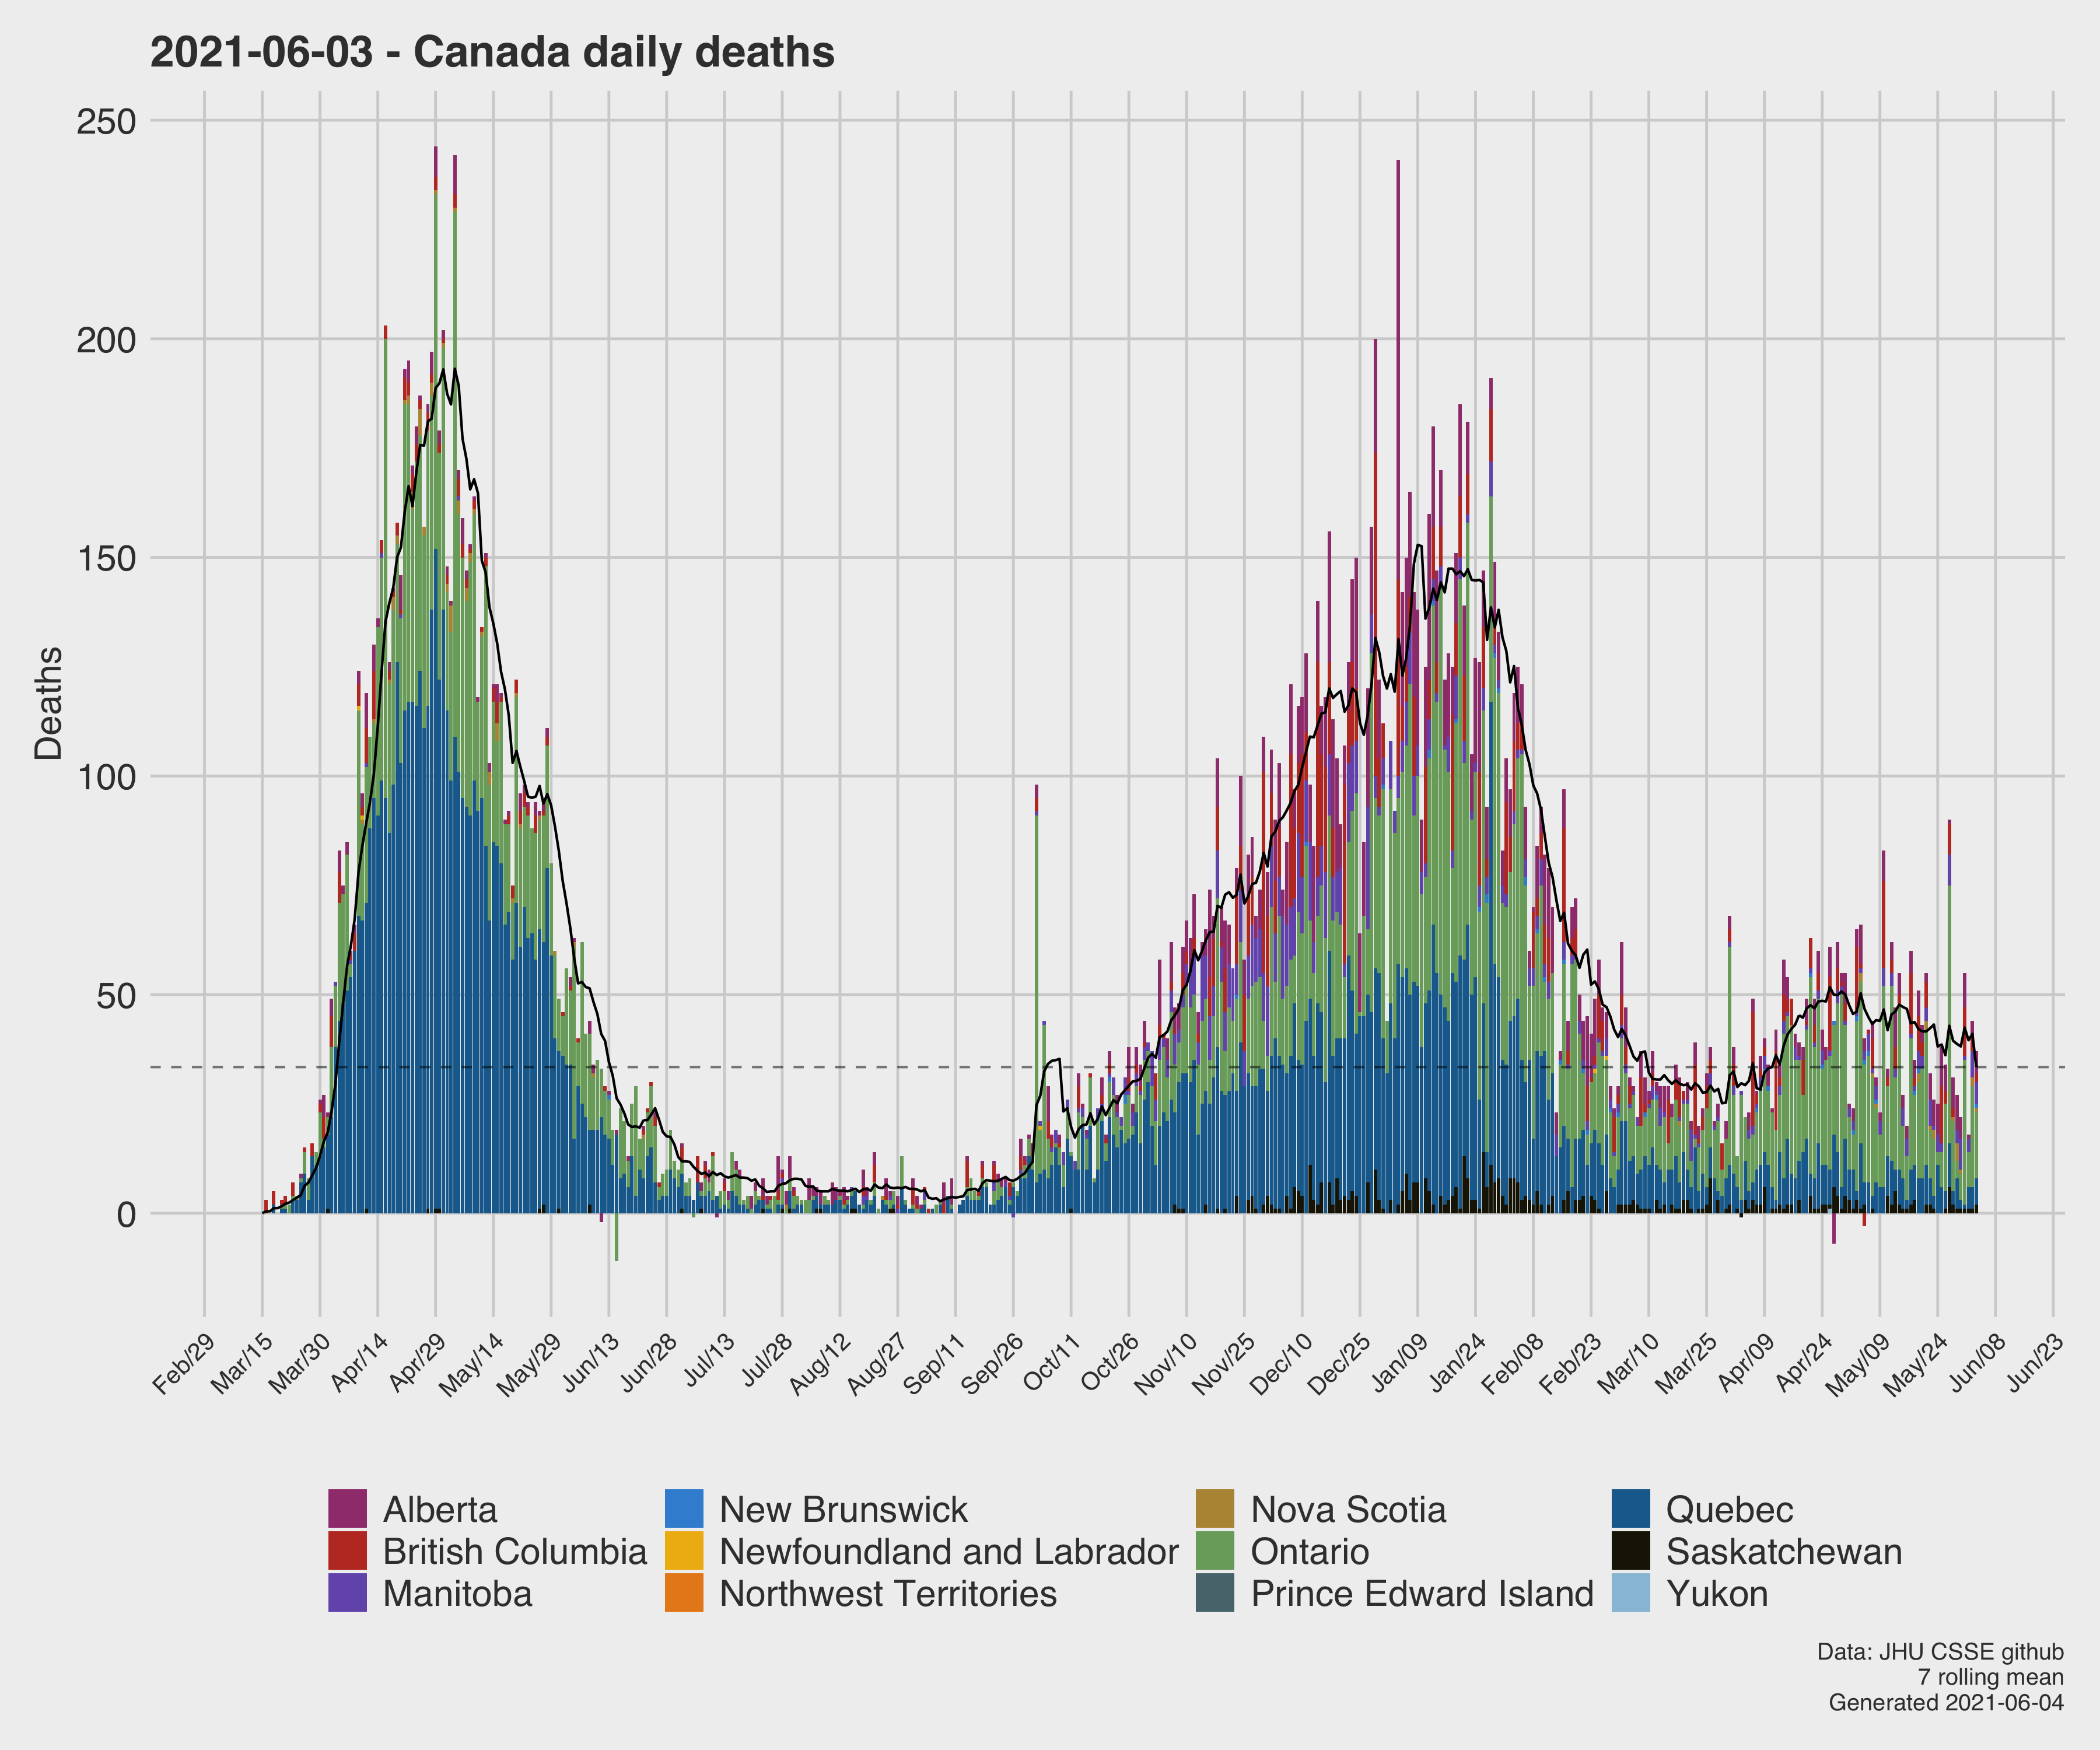 2021-06-03 - Canada daily deaths
250
200
150
100
50
0
Deaths
Feb/29
Mar/15
Mar/30
Apr/14
Apr/29
May/14
May/29
Jun/13
Jun/28
Jul/13
Jul/28
Aug/12
Aug/27
Sep/11
Sep/26
Oct/11
Oct/26
Nov/10
Nov/25
Dec/10
Dec/25
Jan/09
Jan/24
Feb/08
Feb/23
Mar/10
Mar/25
Apr/09
Apr/24
May/09
May/24
Jun/08
Jun/23
Alberta
British Columbia
Manitoba
New Brunswick
Newfoundland and Labrador
Northwest Territories
Nova Scotia
Ontario
Prince Edward Island
Quebec
Saskatchewan
Yukon
Data: JHU CSSE github
7 rolling mean
Generated 2021-06-04